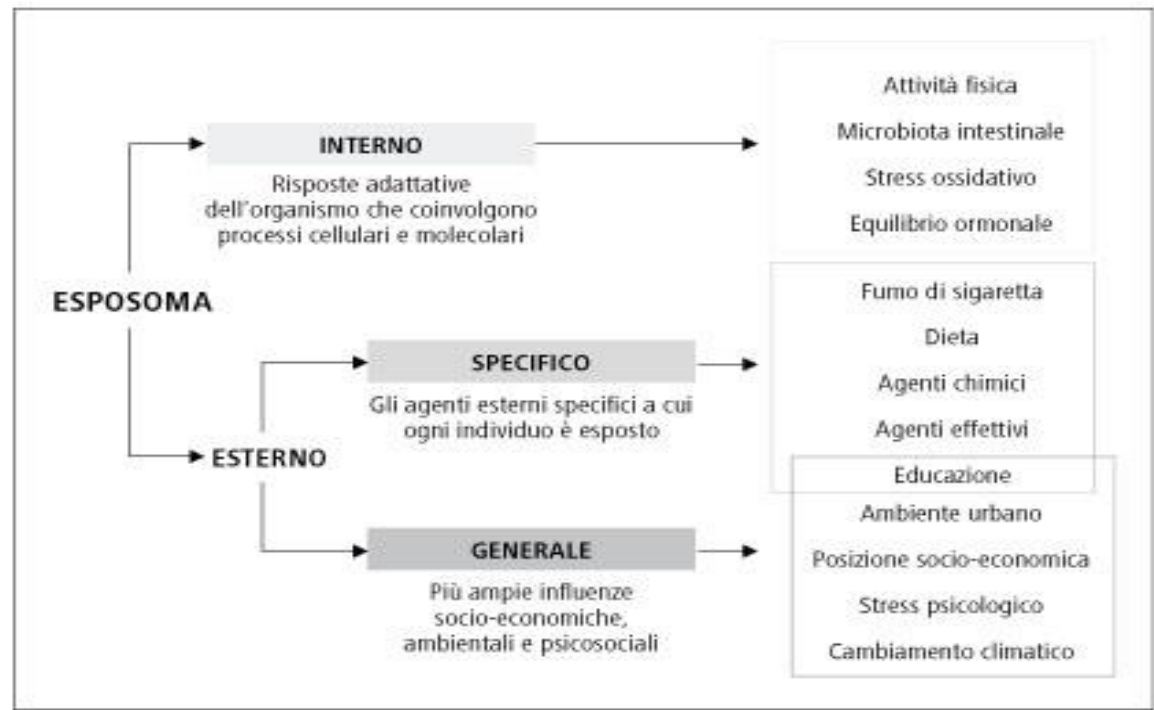 ESPOSOMA
INTERNO
Risposte adattative
dell'organismo che coinvolgono
processi cellulari e molecolari
Attività fisica
Microbiota intestinale
Stress ossidativo
Equilibrio ormonale
ESTERNO
SPECIFICO
Gli agenti esterni specifici a cui
ogni individuo è esposto
Fumo di sigaretta
Dieta
Agenti chimici
Agenti effettivi
Educazione
GENERALE
Più ampie influenze
socio-economiche,
ambientali e psicosociali
Ambiente urbano
Posizione socio-economica
Stress psicologico
Cambiamento climatico